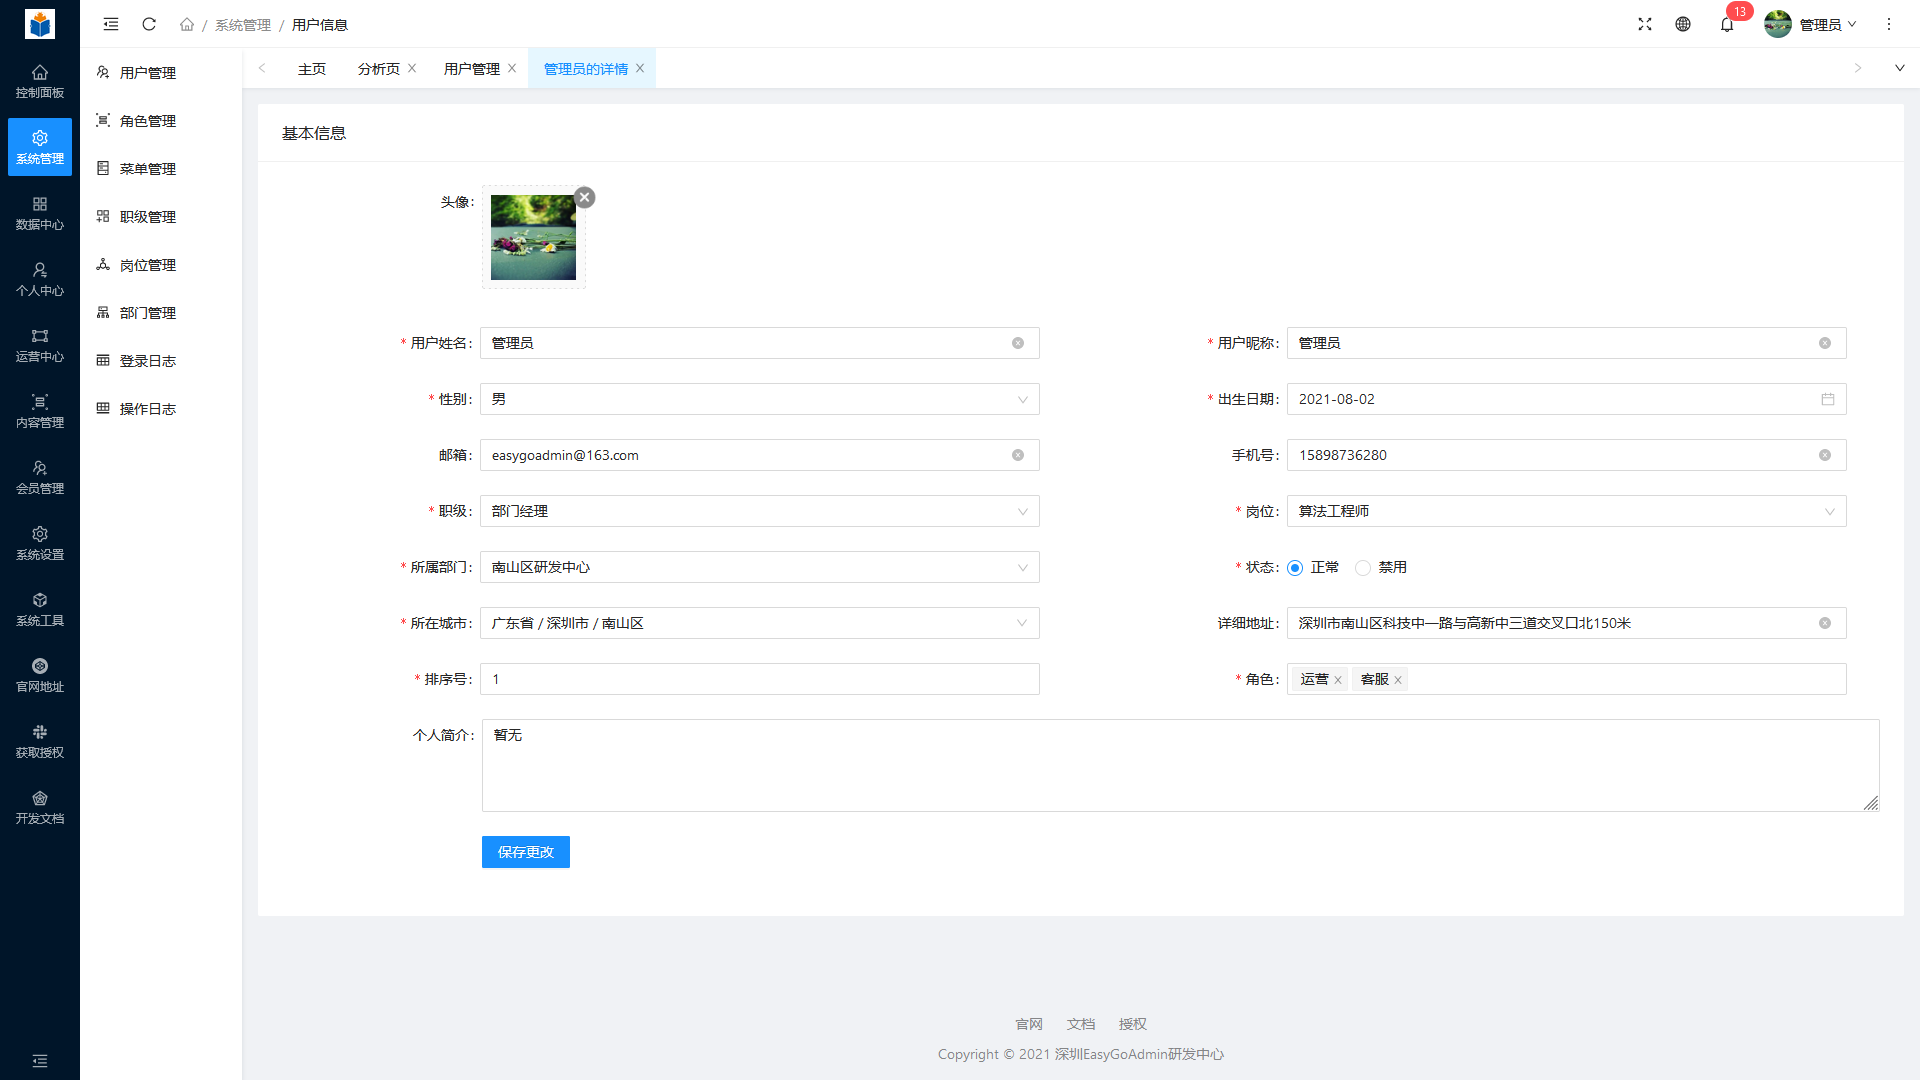 系统管理 / 用户信息
13
管理员
控制面板
系统管理
数据中心
个人中心
运营中心
内容管理
会员管理
系统设置
系统工具
官网地址
获取授权
开发文档
用户管理
角色管理
菜单管理
职级管理
岗位管理
部门管理
登录日志
操作日志
主页 分析页 用户管理 管理员的详情
基本信息
头像:
* 用户姓名: 管理员 * 用户昵称: 管理员
* 性别: 男 * 出生日期: 2021-08-02
邮箱: easygoadmin@163.com 手机号: 15898736280
* 职级: 部门经理 * 岗位: 算法工程师
* 所属部门: 南山区研发中心 * 状态: 正常 禁用
* 所在城市: 广东省 / 深圳市 / 南山区 详细地址: 深圳市南山区科技中一路与高新中三道交叉口北150米
* 排序号: 1 * 角色: 运营 客服
个人简介: 暂无
保存更改
官网 文档 授权
Copyright © 2021 深圳EasyGoAdmin研发中心